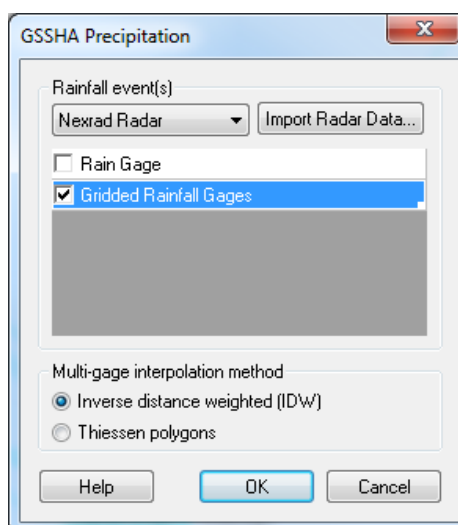 GSSHA Precipitation
Rainfall event(s)
Nexrad Radar Import Radar Data...
Rain Gage
Gridded Rainfall Gages
Multi-gage interpolation method
Inverse distance weighted (IDW)
Thiessen polygons
Help OK Cancel